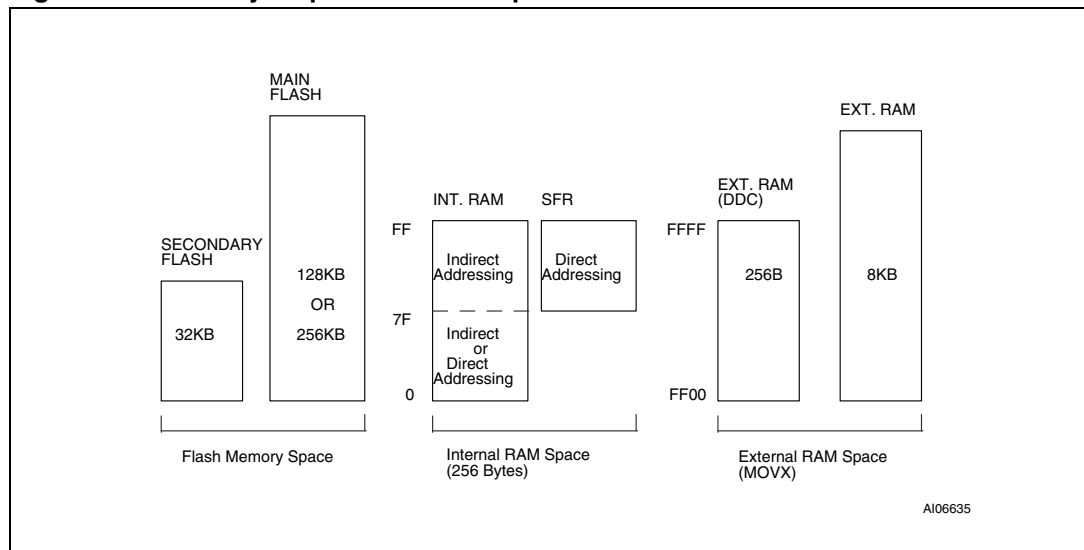 MAIN
FLASH
EXT. RAM
INT. RAM
SFR
EXT. RAM
(DDC)
FF
FFFF
SECONDARY
FLASH
Indirect
Addressing
Direct
Addressing
128KB
256B
8KB
OR
7F
32KB
256KB
Indirect
or
Direct
Addressing
0
FF00
Flash Memory Space
Internal RAM Space
(256 Bytes)
External RAM Space
(MOVX)
AI06635